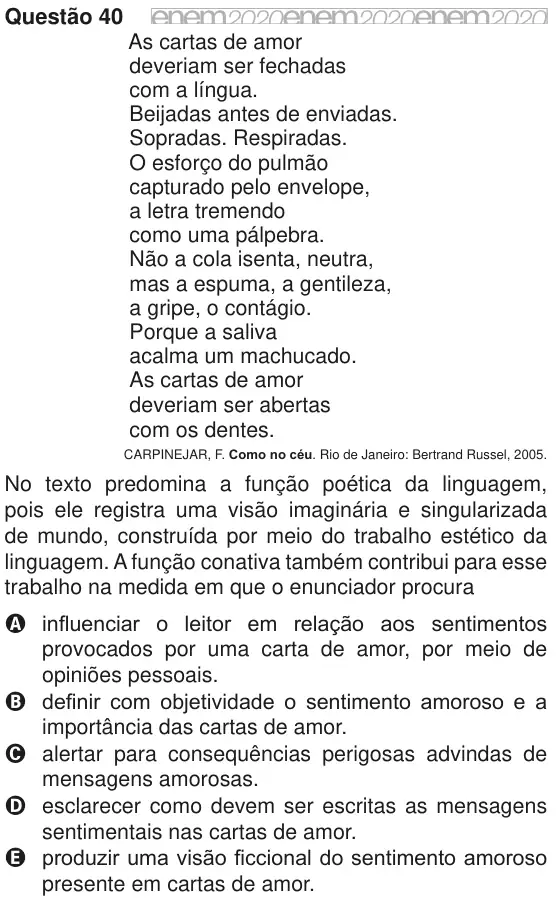 Questão 40 enem2020enem2020enem2020
As cartas de amor
deveriam ser fechadas
com a língua.
Beijadas antes de enviadas.
Sopradas. Respiradas.
O esforço do pulmão
capturado pelo envelope,
a letra tremendo
como uma pálpebra.
Não a cola isenta, neutra,
mas a espuma, a gentileza,
a gripe, o contágio.
Porque a saliva
acalma um machucado.
As cartas de amor
deveriam ser abertas
com os dentes.
CARPINEJAR, F. Como no céu. Rio de Janeiro: Bertrand Russel, 2005.
No texto predomina a função poética da linguagem,
pois ele registra uma visão imaginária e singularizada
de mundo, construída por meio do trabalho estético da
linguagem. A função conativa também contribui para esse
trabalho na medida em que o enunciador procura
A influenciar o leitor em relação aos sentimentos
provocados por uma carta de amor, por meio de
opiniões pessoais.
B definir com objetividade o sentimento amoroso e a
importância das cartas de amor.
C alertar para consequências perigosas advindas de
mensagens amorosas.
D esclarecer como devem ser escritas as mensagens
sentimentais nas cartas de amor.
E produzir uma visão ficcional do sentimento amoroso
presente em cartas de amor.